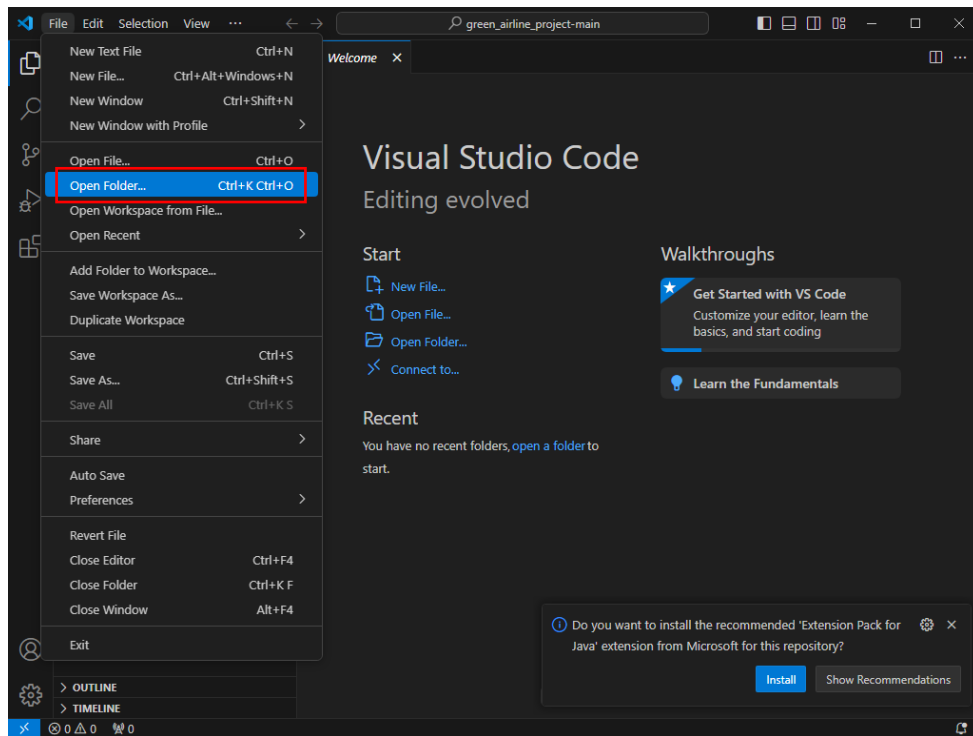 File Edit Selection View ··· green_airline_project-main
New Text File Ctrl+N
New File... Ctrl+Alt+Windows+N
New Window Ctrl+Shift+N
New Window with Profile
Open File... Ctrl+O
Open Folder... Ctrl+K Ctrl+O
Open Workspace from File...
Open Recent
Add Folder to Workspace...
Save Workspace As...
Duplicate Workspace
Save Ctrl+S
Save As... Ctrl+Shift+S
Save All Ctrl+K S
Share
Auto Save
Preferences
Revert File
Close Editor Ctrl+F4
Close Folder Ctrl+K F
Close Window Alt+F4
Exit
OUTLINE
TIMELINE
Welcome
Visual Studio Code
Editing evolved
Start
New File...
Open File...
Open Folder...
Connect to...
Recent
You have no recent folders, open a folder to
start.
Walkthroughs
Get Started with VS Code
Customize your editor, learn the
basics, and start coding
Learn the Fundamentals
Do you want to install the recommended 'Extension Pack for
Java' extension from Microsoft for this repository?
Install Show Recommendations
0 0 0